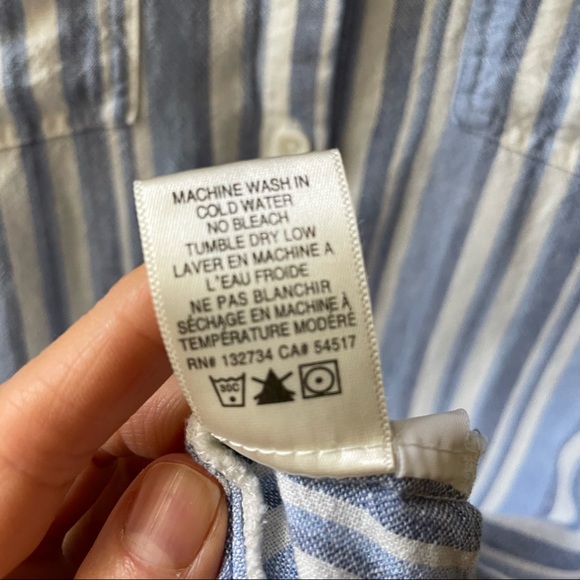 MACHINE WASH IN
COLD WATER
NO BLEACH
TUMBLE DRY LOW
LAVER EN MACHINE A
L'EAU FROIDE
NE PAS BLANCHIR
SÉCHAGE EN MACHINE À
TEMPÉRATURE MODÉRÉ
RN# 132734 CA# 54517
30C